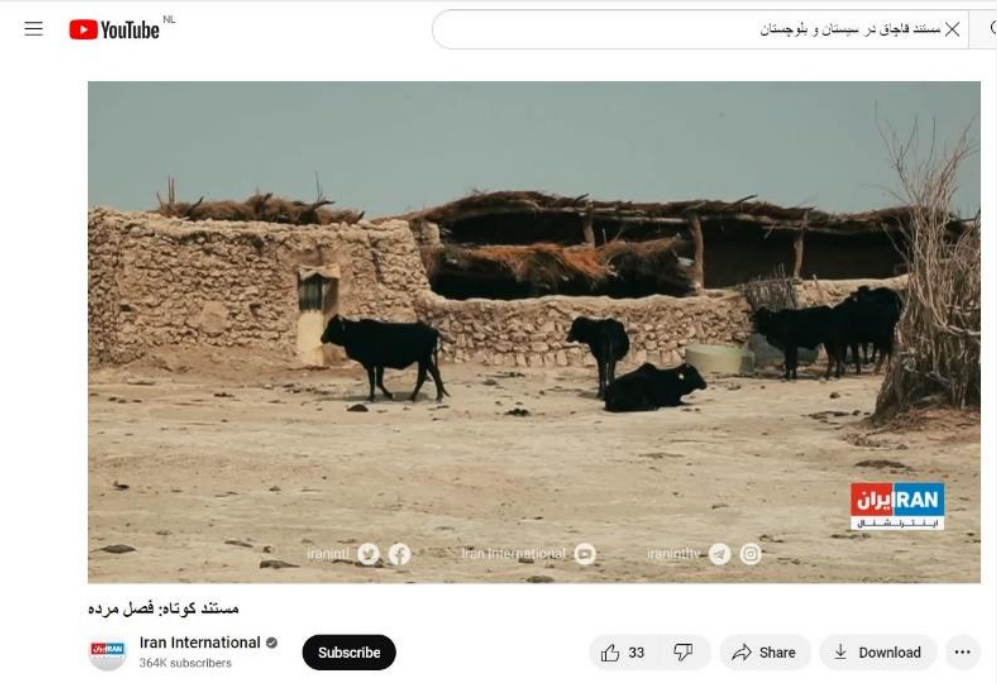 YouTube NL
مستند قاچاق در سیستان و بلوچستان
IRAN ایران
اینترنشنال
iranintl
Iran International
iranintltv
مستند کوتاه: فصل مرده
Iran International
364K subscribers
Subscribe
33
Share
Download